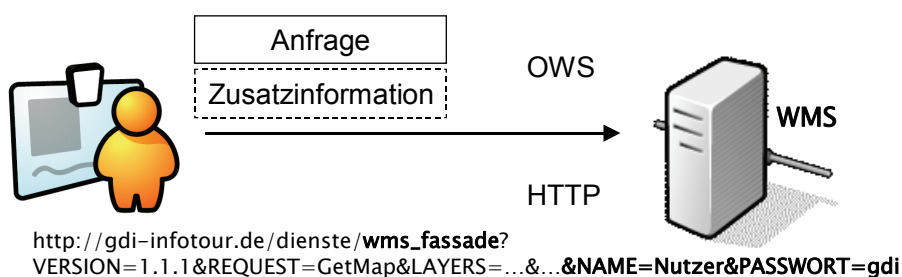 Anfrage
Zusatzinformation
OWS
WMS
HTTP
http://gdi-infotour.de/dienste/wms_fassade?
VERSION=1.1.1&REQUEST=GetMap&LAYERS=...&...&NAME=Nutzer&PASSWORT=gdi